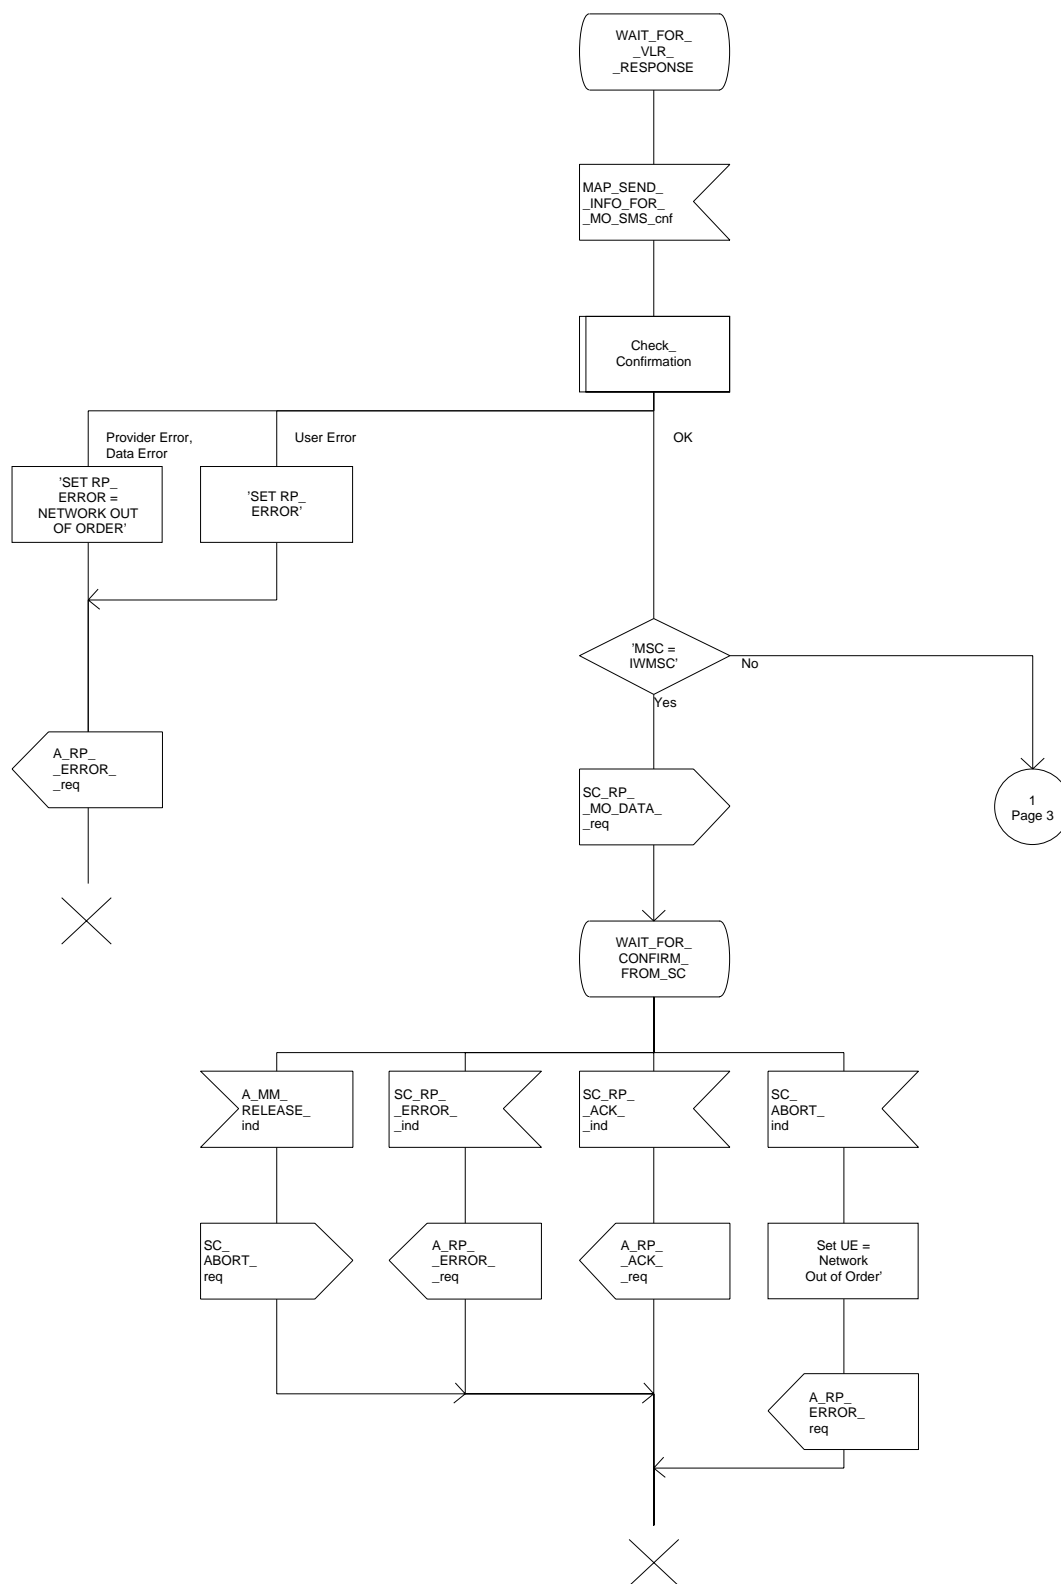 WAIT_FOR_
_VLR_
_RESPONSE
MAP_SEND_
_INFO_FOR_
_MO_SMS_cnf
Check_
Confirmation
Provider Error,
Data Error
User Error
OK
’SET RP_
ERROR =
NETWORK OUT
OF ORDER’
’SET RP_
ERROR’
’MSC =
IWMSC’
No
Yes
A_RP_
_ERROR_
_req
SC_RP_
_MO_DATA_
_req
1
Page 3
WAIT_FOR_
CONFIRM_
FROM_SC
A_MM_
RELEASE_
ind
SC_RP_
_ERROR_
_ind
SC_RP_
_ACK_
_ind
SC_
ABORT_
ind
SC_
ABORT_
req
A_RP_
_ERROR_
_req
A_RP_
_ACK_
_req
Set UE =
Network
Out of Order’
A_RP_
ERROR_
req